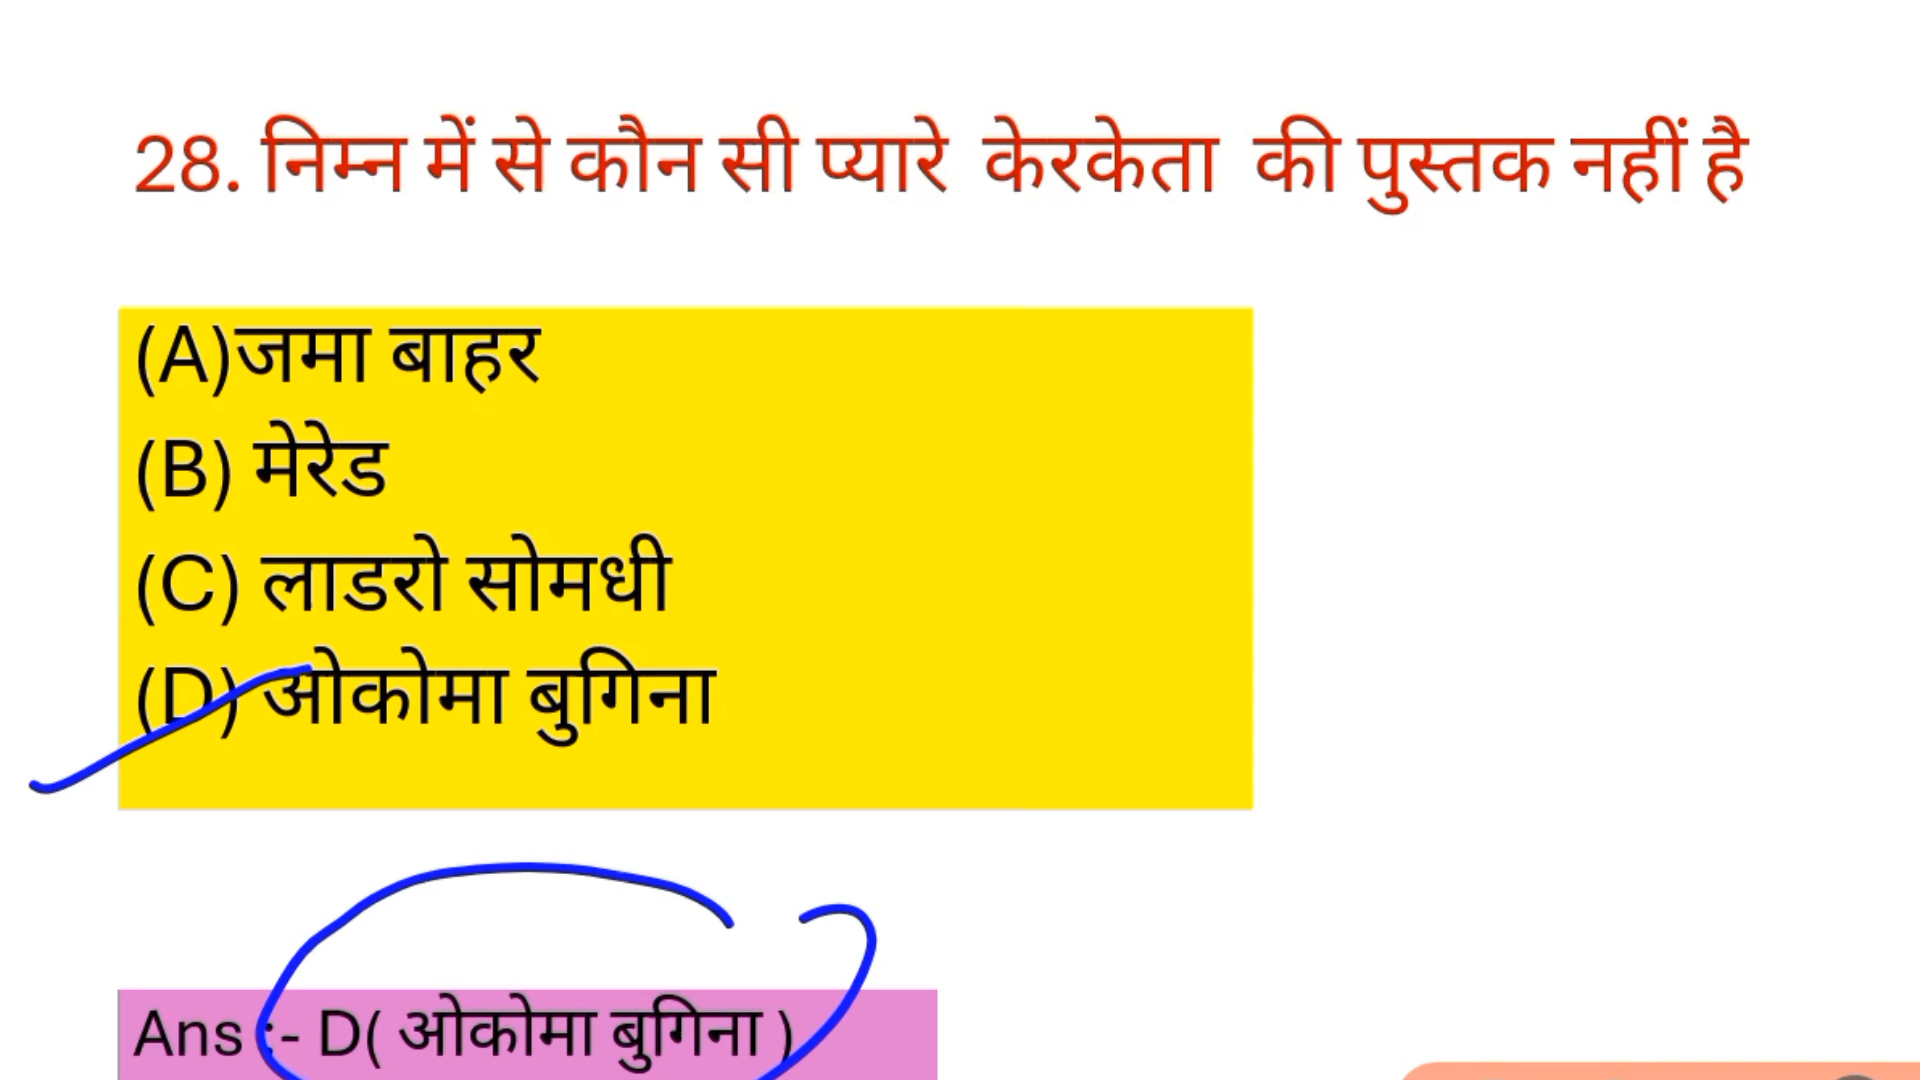 28. निम्न में से कौन सी प्यारे केरकेता की पुस्तक नहीं है
(A)जमा बाहर
(B) मेरेड
(C) लाडरो सोमधी
(D) ओकोमा बुगिना
Ans :- D( ओकोमा बुगिना )